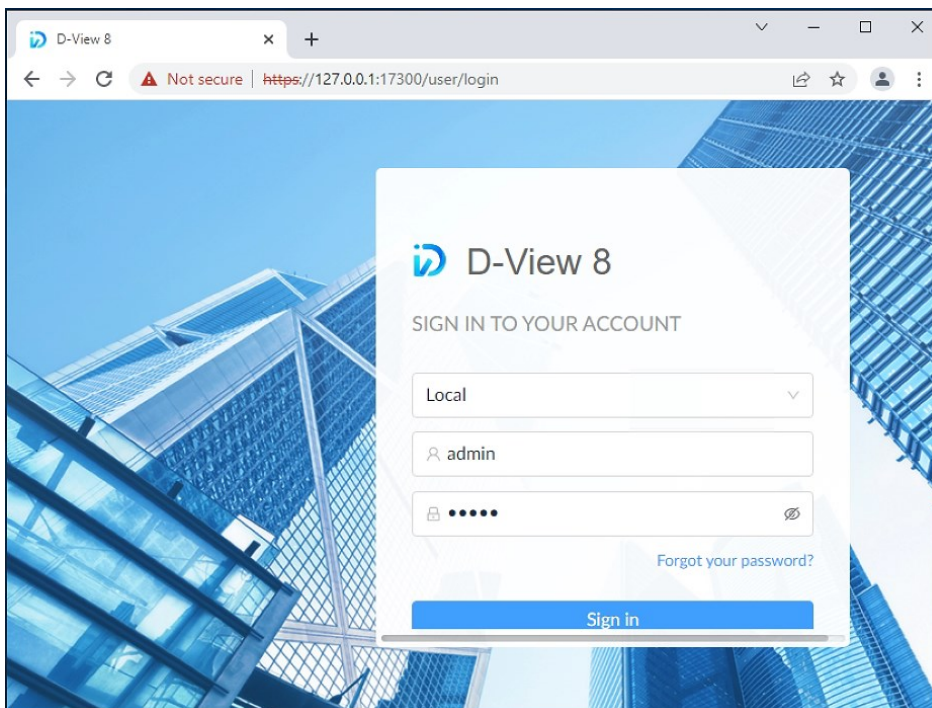 D-View 8
Not secure | https://127.0.0.1:17300/user/login
D-View 8
SIGN IN TO YOUR ACCOUNT
Local
admin
•••••
Forgot your password?
Sign in